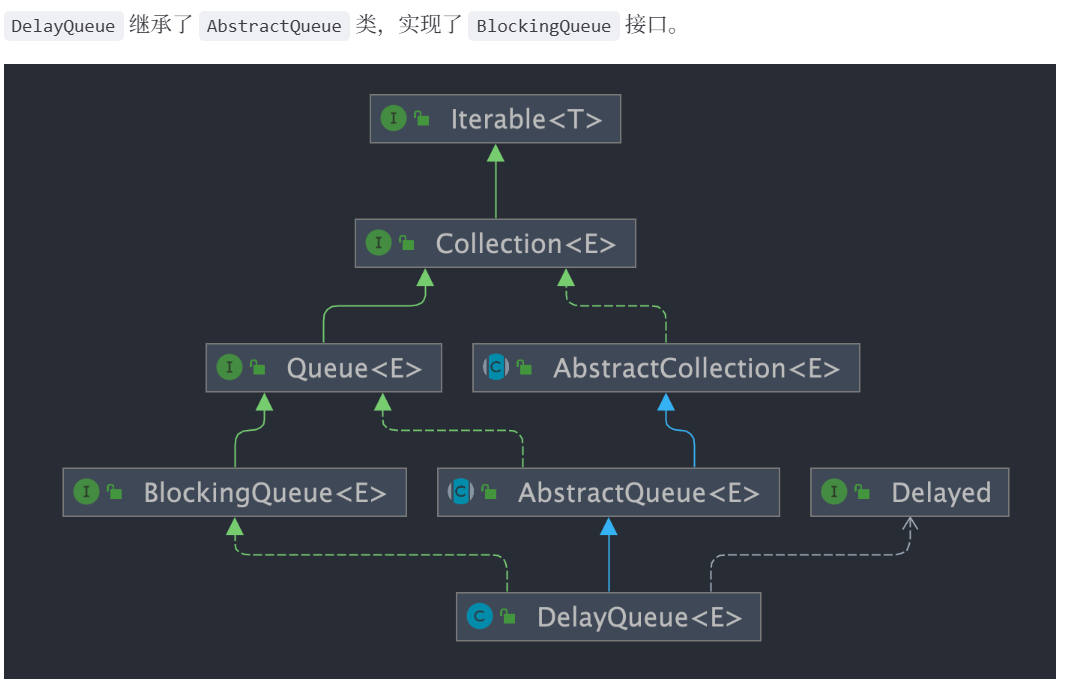 DelayQueue 继承了 AbstractQueue 类，实现了 BlockingQueue 接口。
I Iterable<T>
I Collection<E>
I Queue<E>
C AbstractCollection<E>
I BlockingQueue<E>
C AbstractQueue<E>
I Delayed
C DelayQueue<E>